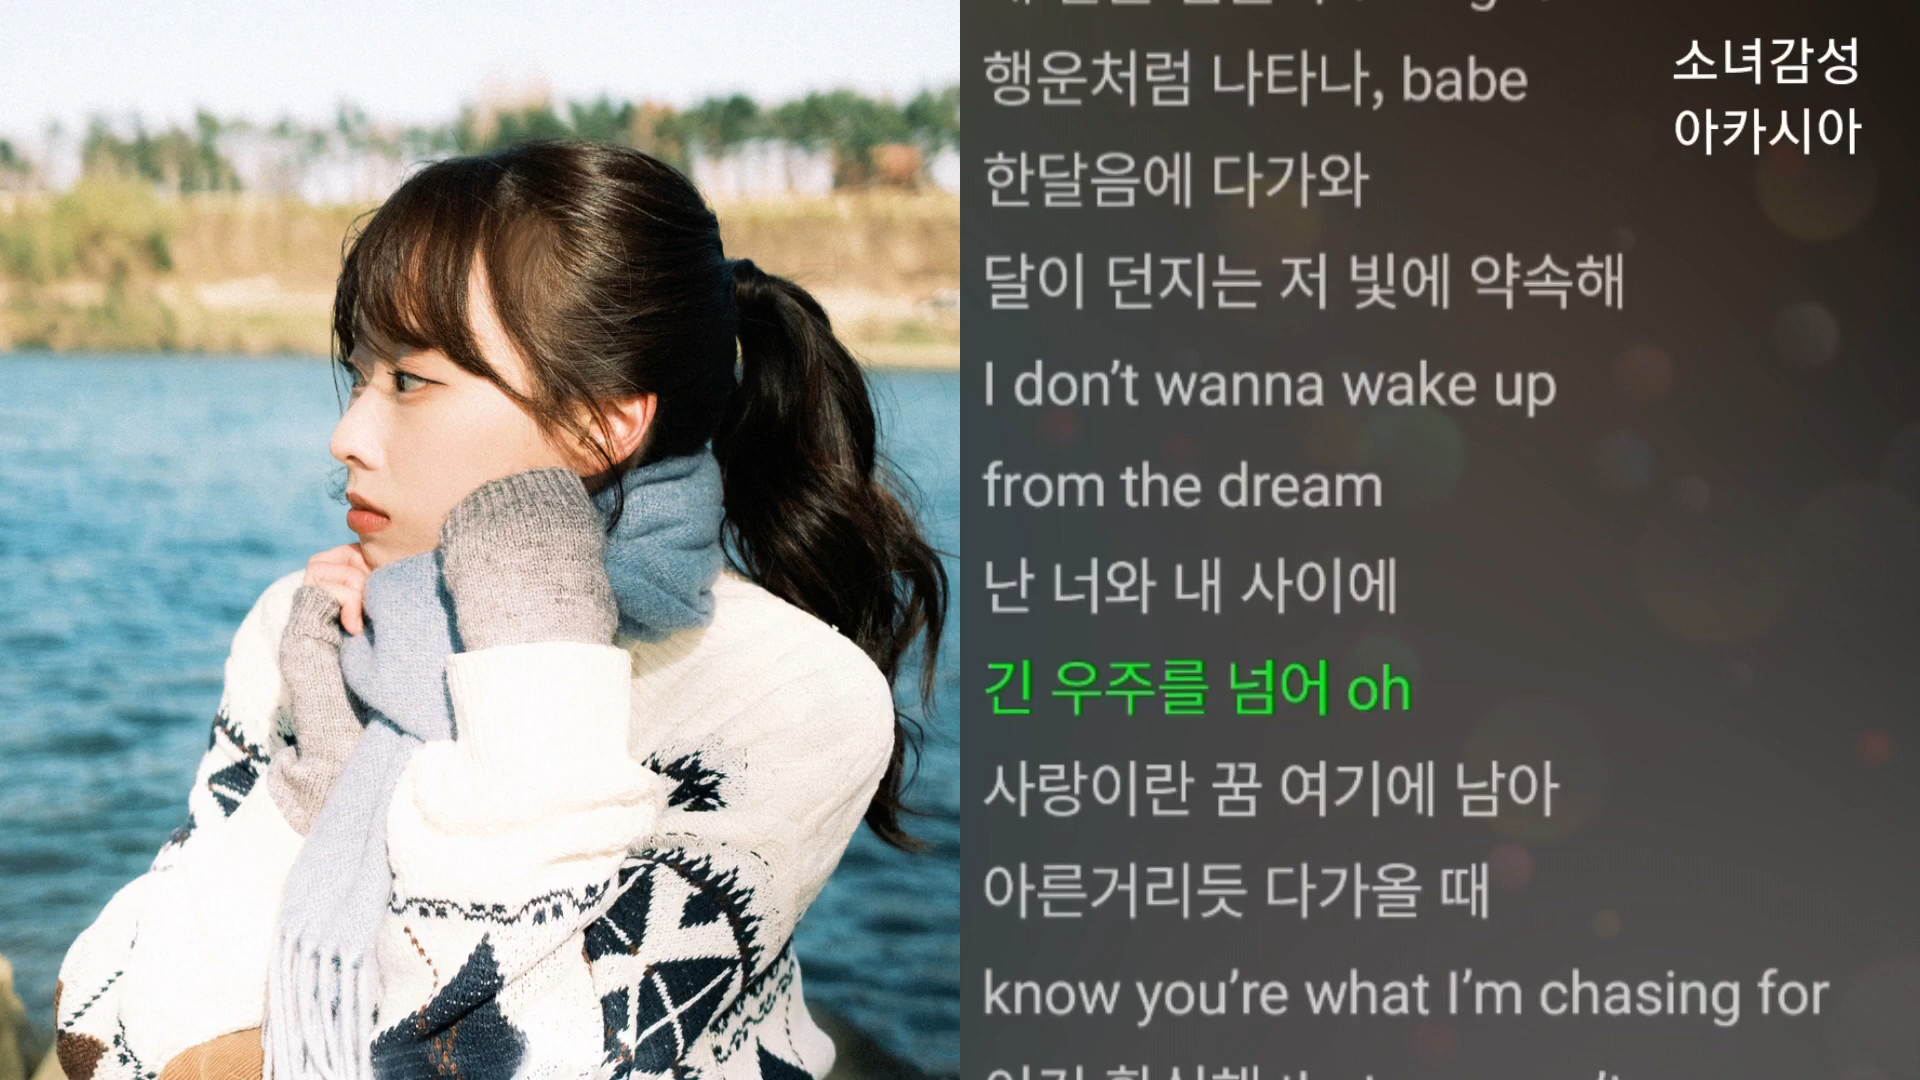 소녀감성
아카시아
행운처럼 나타나, babe
한달음에 다가와
달이 던지는 저 빛에 약속해
I don’t wanna wake up
from the dream
난 너와 내 사이에
긴 우주를 넘어 oh
사랑이란 꿈 여기에 남아
아른거리듯 다가올 때
know you’re what I’m chasing for